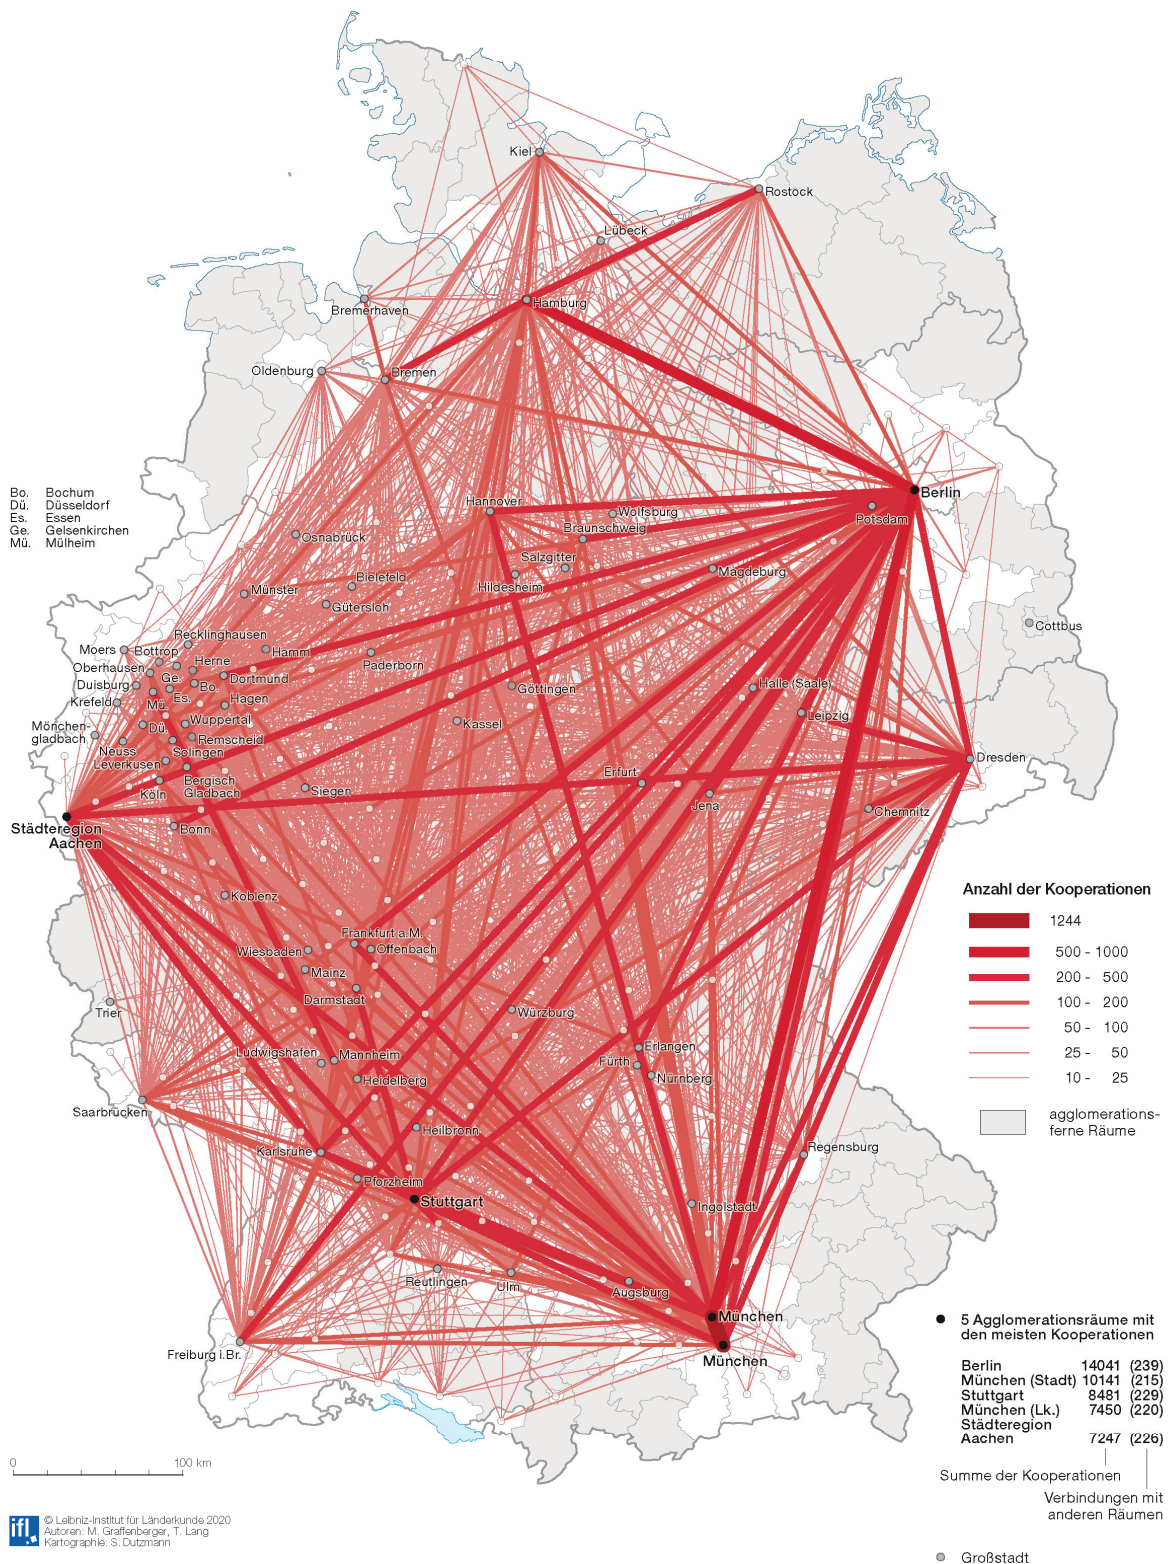 Kiel
Rostock
Lübeck
Hamburg
Bremerhaven
Oldenburg
Bremen
Bo. Bochum
Dü. Düsseldorf
Es. Essen
Ge. Gelsenkirchen
Mü. Mülheim
Hannover
Wolfsburg
Berlin
Potsdam
Braunschweig
Osnabrück
Salzgitter
Magdeburg
Bielefeld
Hildesheim
Münster
Gütersloh
Cottbus
Recklinghausen
Moers
Bottrop
Hamm
Paderborn
Oberhausen
Herne
Ge.
Dortmund
Duisburg
Bo.
Göttingen
Halle (Saale)
Krefeld
Mü.
Es.
Hagen
Leipzig
Mönchen-
gladbach
Dü.
Wuppertal
Kassel
Neuss
Remscheid
Solingen
Leverkusen
Dresden
Bergisch
Gladbach
Köln
Siegen
Erfurt
Jena
Chemnitz
Städteregion
Aachen
Bonn
Koblenz
Frankfurt a.M.
Wiesbaden
Offenbach
Mainz
Darmstadt
Trier
Würzburg
Ludwigshafen
Mannheim
Erlangen
Fürth
Heidelberg
Nürnberg
Saarbrücken
Heilbronn
Karlsruhe
Regensburg
Pforzheim
Stuttgart
Ingolstadt
Reutlingen
Ulm
Augsburg
München
München
Freiburg i.Br.
Anzahl der Kooperationen
1244
500 - 1000
200 - 500
100 - 200
50 - 100
25 - 50
10 - 25
agglomerations-
ferne Räume
5 Agglomerationsräume mit
den meisten Kooperationen
Berlin 14041 (239)
München (Stadt) 10141 (215)
Stuttgart 8481 (229)
München (Lk.) 7450 (220)
Städteregion
Aachen 7247 (226)
Summe der Kooperationen
Verbindungen mit
anderen Räumen
Großstadt
0 100 km
ifl
© Leibniz-Institut für Länderkunde 2020
Autoren: M. Graffenberger, T. Lang
Kartographie: S. Dutzmann